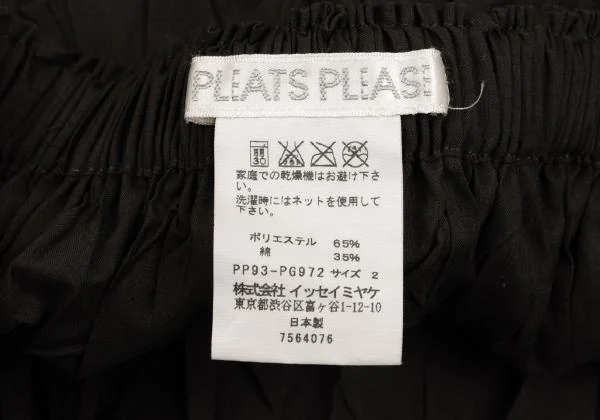 PLEATS PLEASE
30
家庭での乾燥機はお避け下さ
い。
洗濯時にはネットを使用して
下さい。
ポリエステル 65%
綿 35%
PP93-PG972 サイズ 2
株式会社 イッセイミヤケ
東京都渋谷区富ヶ谷1-12-10
日本製
7564076